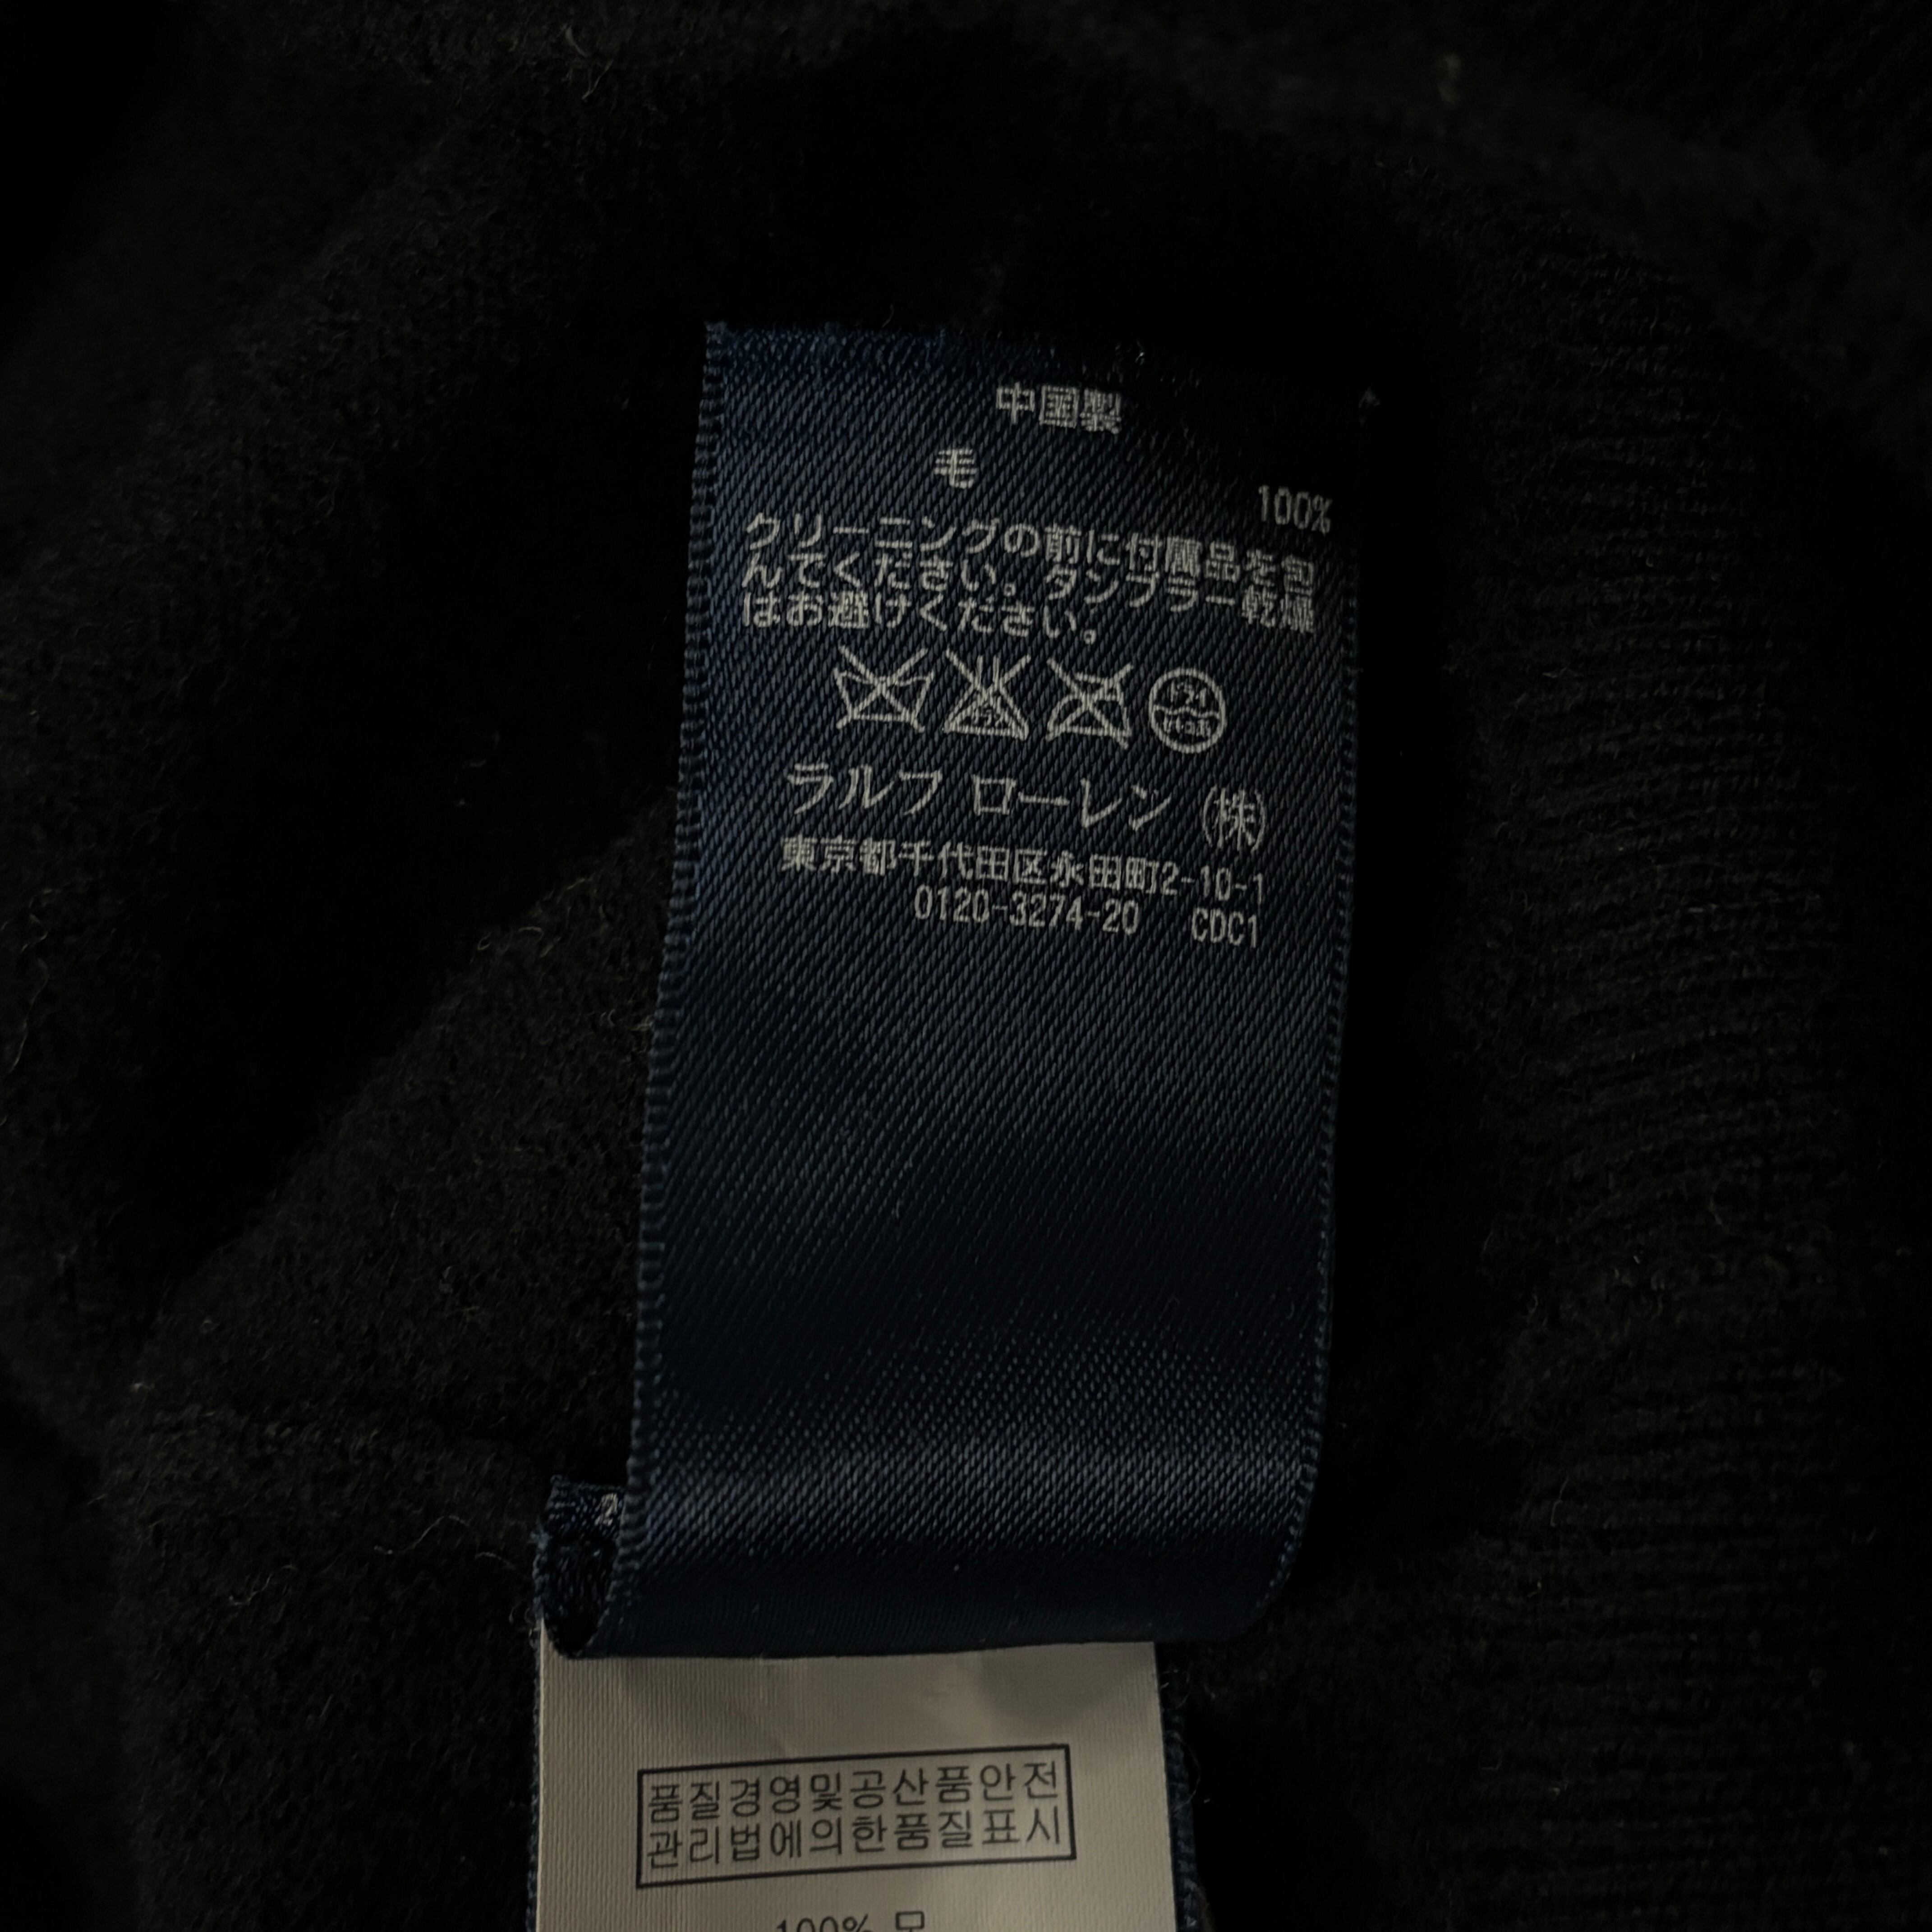 中国製
毛 100%
クリーニングの前に付属品を包
んでください。タンブラー乾燥
はお避けください。
ラルフ ローレン ㈱
東京都千代田区永田町2-10-1
0120-3274-20 CDC1
품질경영및공산품안전
관리법에의한품질표시
100% 모